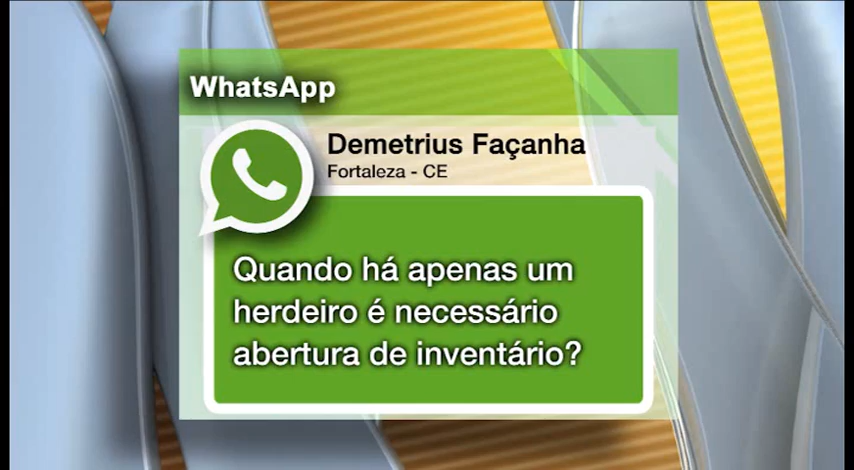 WhatsApp
Demetrius Façanha
Fortaleza - CE
Quando há apenas um
herdeiro é necessário
abertura de inventário?